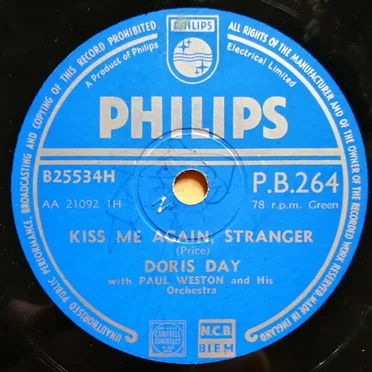 UNAUTHORISED PUBLIC PERFORMANCE, BROADCASTING AND COPYING OF THIS RECORD PROHIBITED
ALL RIGHTS OF THE MANUFACTURER AND OF THE OWNER OF THE RECORDED WORK RESERVED. MADE IN ENGLAND
PHILIPS
A Product of Philips
Electrical Limited
PHILIPS
B25534H
P.B.264
AA 21092 1H
78 r.p.m. Green
KISS ME AGAIN, STRANGER
(Price)
DORIS DAY
with PAUL WESTON and His
Orchestra
CAMPBELL
CONNELLY
N.C.B.
B I E M